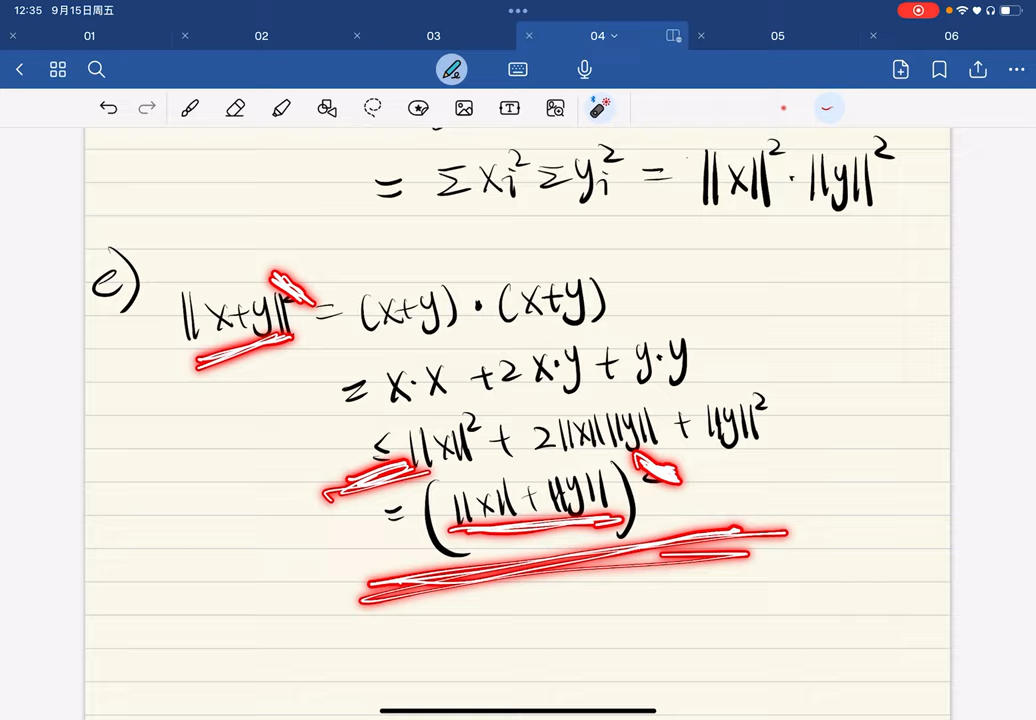 12:35 9月15日周五
01 02 03 04 05 06
T
= Σxi² Σyi² = ||x||² · ||y||²
e) ||x+y||² = (x+y) · (x+y)
= x·x + 2x·y + y·y
≤ ||x||² + 2||x||||y|| + ||y||²
= (||x|| + ||y||)²